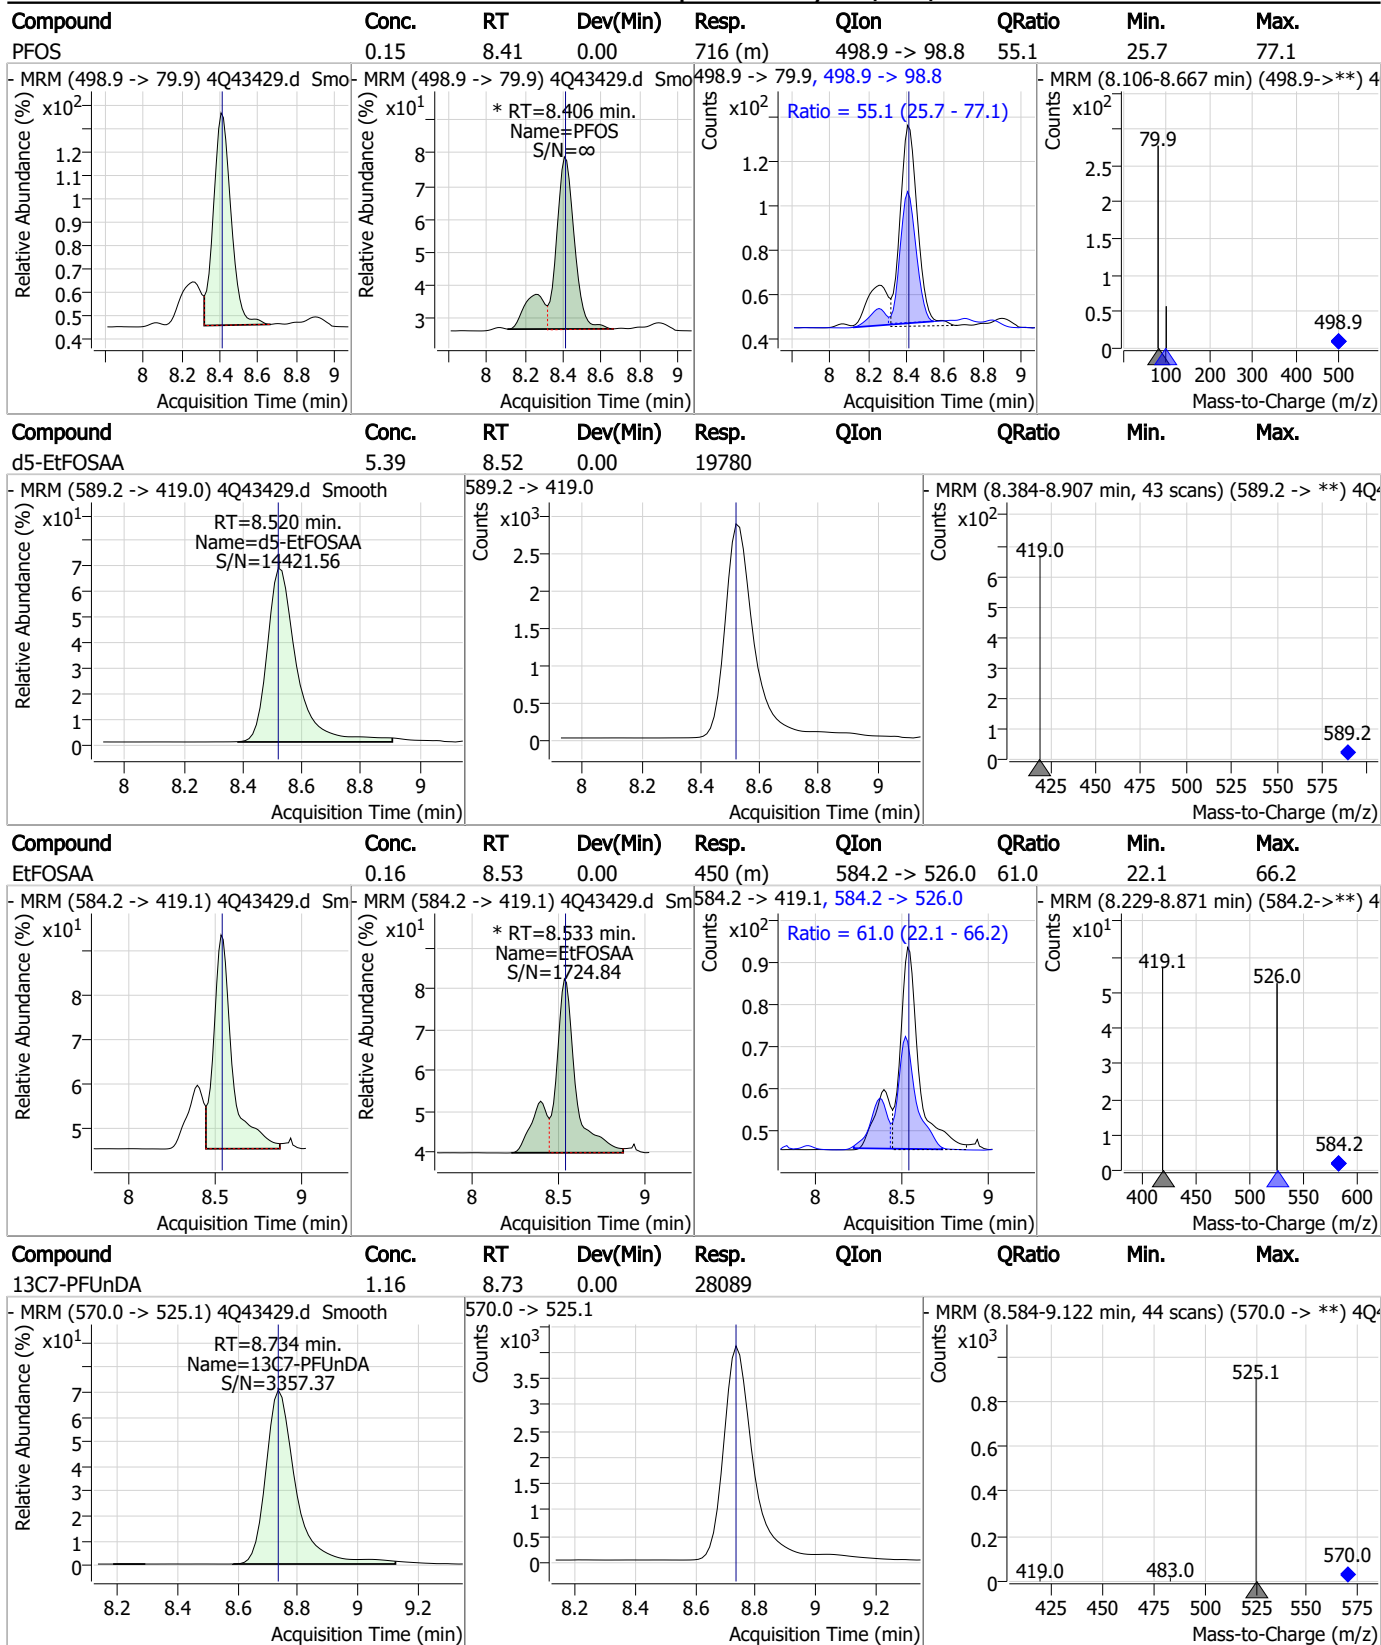 Compound Conc. RT Dev(Min) Resp. QIon QRatio Min. Max.
PFOS 0.15 8.41 0.00 716 (m) 498.9 -> 98.8 55.1 25.7 77.1
- MRM (498.9 -> 79.9) 4Q43429.d Smo
Relative Abundance (%)
x10²
1.2
1.1
1
0.9
0.8
0.7
0.6
0.5
0.4
8 8.2 8.4 8.6 8.8 9
Acquisition Time (min)
- MRM (498.9 -> 79.9) 4Q43429.d Smo
Relative Abundance (%)
x10¹
* RT=8.406 min.
Name=PFOS
S/N=∞
8
7
6
5
4
3
8 8.2 8.4 8.6 8.8 9
Acquisition Time (min)
498.9 -> 79.9, 498.9 -> 98.8
Counts
x10²
Ratio = 55.1 (25.7 - 77.1)
1.2
1
0.8
0.6
0.4
8 8.2 8.4 8.6 8.8 9
Acquisition Time (min)
- MRM (8.106-8.667 min) (498.9->**) 4
Counts
x10²
79.9
2.5
2
1.5
1
0.5
0
498.9
100 200 300 400 500
Mass-to-Charge (m/z)
Compound Conc. RT Dev(Min) Resp. QIon QRatio Min. Max.
d5-EtFOSAA 5.39 8.52 0.00 19780
- MRM (589.2 -> 419.0) 4Q43429.d Smooth
Relative Abundance (%)
x10¹
RT=8.520 min.
Name=d5-EtFOSAA
S/N=14421.56
7
6
5
4
3
2
1
0
8 8.2 8.4 8.6 8.8 9
Acquisition Time (min)
589.2 -> 419.0
Counts
x10³
2.5
2
1.5
1
0.5
0
8 8.2 8.4 8.6 8.8 9
Acquisition Time (min)
- MRM (8.384-8.907 min, 43 scans) (589.2 -> **) 4Q4
Counts
x10²
419.0
6
5
4
3
2
1
0
589.2
425 450 475 500 525 550 575
Mass-to-Charge (m/z)
Compound Conc. RT Dev(Min) Resp. QIon QRatio Min. Max.
EtFOSAA 0.16 8.53 0.00 450 (m) 584.2 -> 526.0 61.0 22.1 66.2
- MRM (584.2 -> 419.1) 4Q43429.d Sm
Relative Abundance (%)
x10¹
8
7
6
5
8 8.5 9
Acquisition Time (min)
- MRM (584.2 -> 419.1) 4Q43429.d Sm
Relative Abundance (%)
x10¹
* RT=8.533 min.
Name=EtFOSAA
S/N=1724.84
8
7
6
5
4
8 8.5 9
Acquisition Time (min)
584.2 -> 419.1, 584.2 -> 526.0
Counts
x10²
Ratio = 61.0 (22.1 - 66.2)
0.9
0.8
0.7
0.6
0.5
8 8.5 9
Acquisition Time (min)
- MRM (8.229-8.871 min) (584.2->**) 4
Counts
x10¹
419.1
526.0
5
4
3
2
1
0
584.2
400 450 500 550 600
Mass-to-Charge (m/z)
Compound Conc. RT Dev(Min) Resp. QIon QRatio Min. Max.
13C7-PFUnDA 1.16 8.73 0.00 28089
- MRM (570.0 -> 525.1) 4Q43429.d Smooth
Relative Abundance (%)
x10¹
RT=8.734 min.
Name=13C7-PFUnDA
S/N=3357.37
7
6
5
4
3
2
1
0
8.2 8.4 8.6 8.8 9 9.2
Acquisition Time (min)
570.0 -> 525.1
Counts
x10³
3.5
3
2.5
2
1.5
1
0.5
0
8.2 8.4 8.6 8.8 9 9.2
Acquisition Time (min)
- MRM (8.584-9.122 min, 44 scans) (570.0 -> **) 4Q4
Counts
x10³
525.1
0.8
0.6
0.4
0.2
0
419.0
483.0
570.0
425 450 475 500 525 550 575
Mass-to-Charge (m/z)